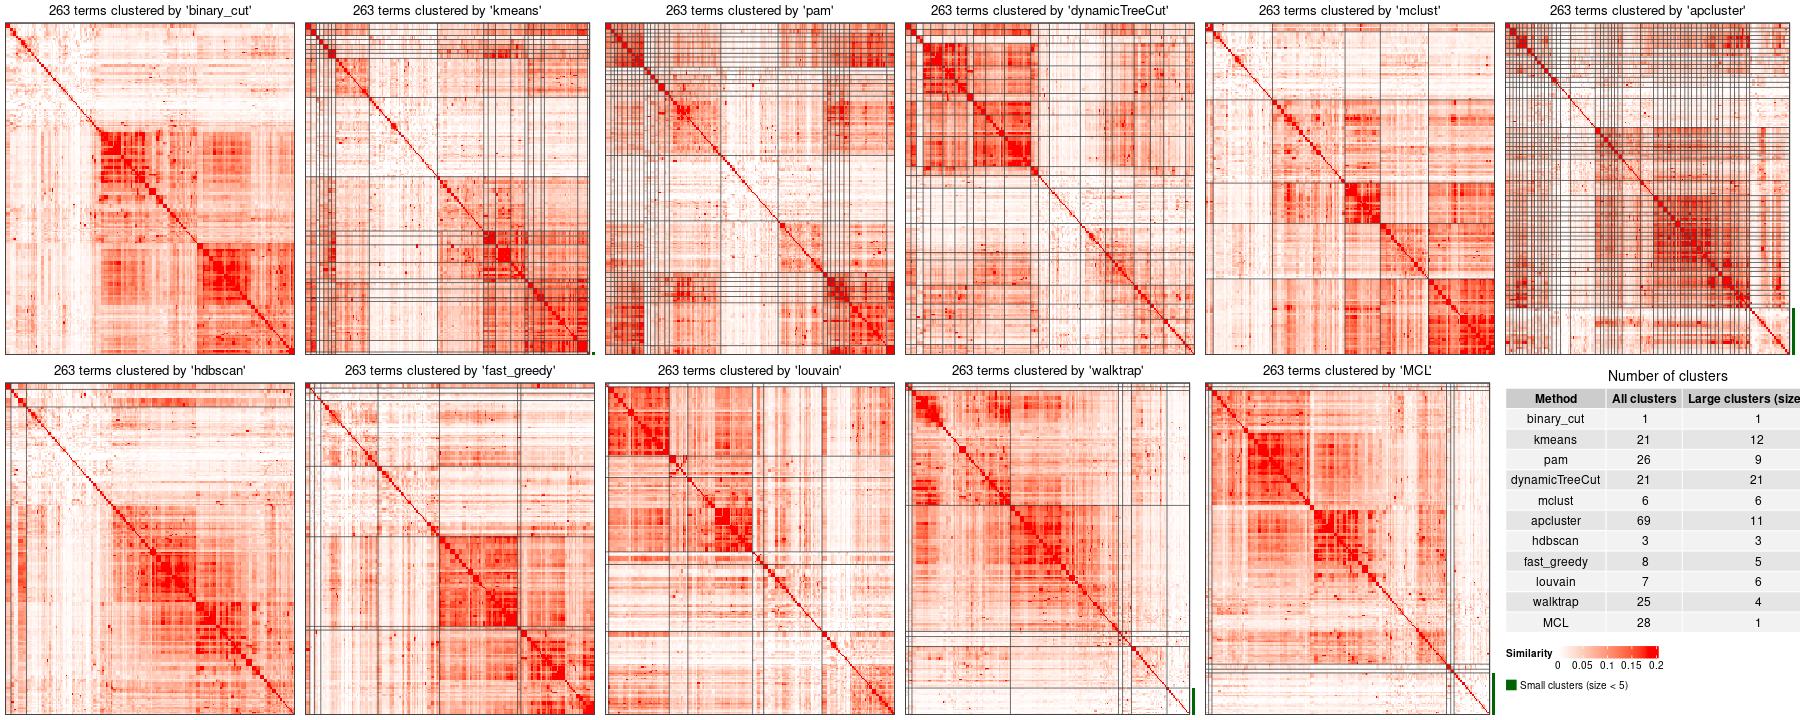 263 terms clustered by 'binary_cut'
263 terms clustered by 'kmeans'
263 terms clustered by 'pam'
263 terms clustered by 'dynamicTreeCut'
263 terms clustered by 'mclust'
263 terms clustered by 'apcluster'
263 terms clustered by 'hdbscan'
263 terms clustered by 'fast_greedy'
263 terms clustered by 'louvain'
263 terms clustered by 'walktrap'
263 terms clustered by 'MCL'
Number of clusters
Method All clusters Large clusters (size
binary_cut 1 1
kmeans 21 12
pam 26 9
dynamicTreeCut 21 21
mclust 6 6
apcluster 69 11
hdbscan 3 3
fast_greedy 8 5
louvain 7 6
walktrap 25 4
MCL 28 1
Similarity
0 0.05 0.1 0.15 0.2
Small clusters (size < 5)